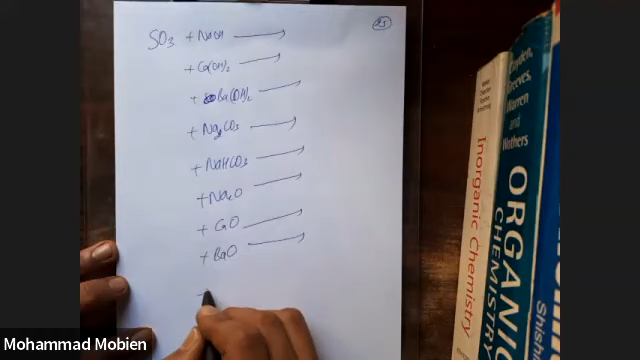 25
SO3 + NaOH →
+ Ca(OH)2 →
+ Ba(OH)2 →
+ Na2CO3 →
+ NaHCO3 →
+ Na2O →
+ CaO →
+ BaO →
Inorganic Chemistry
Clayden, Greeves, Warren and Wothers
ORGANIC CHEMISTRY
Mohammad Mobien